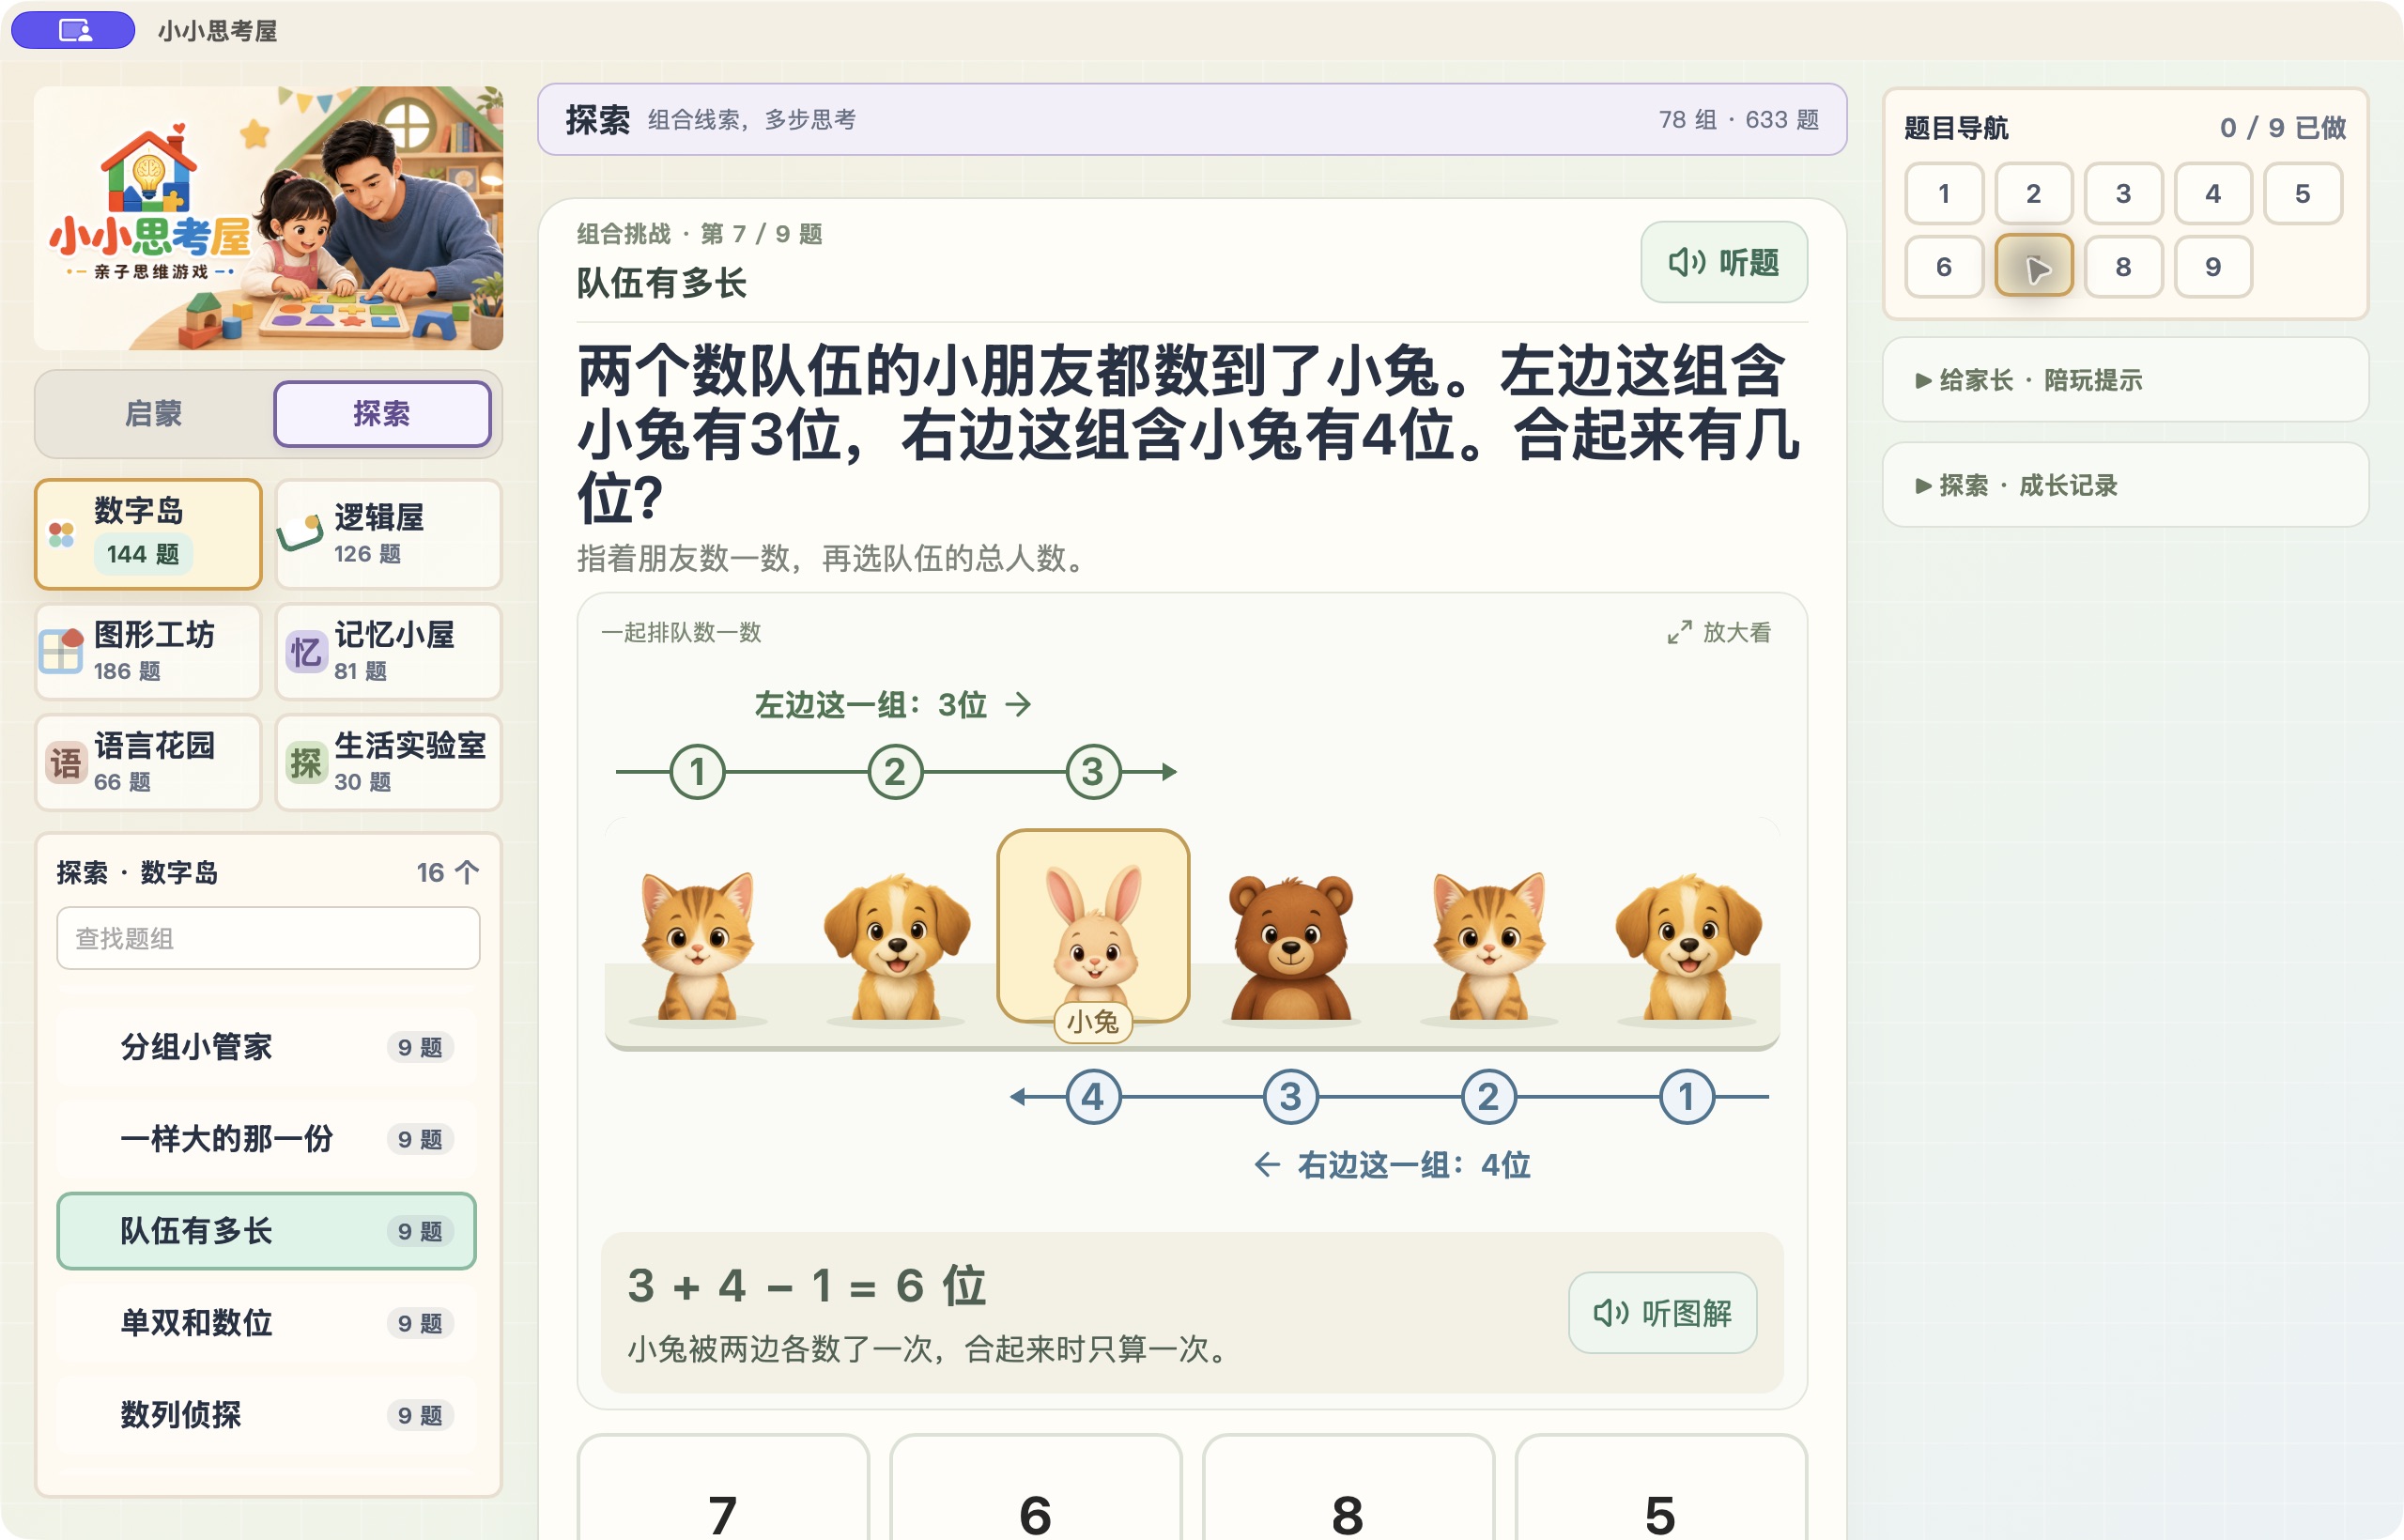 小小思考屋
小小思考屋
亲子思维游戏
启蒙
探索
数字岛
144 题
逻辑屋
126 题
图形工坊
186 题
忆
记忆小屋
81 题
语
语言花园
66 题
探
生活实验室
30 题
探索 · 数字岛
16 个
查找题组
分组小管家
9 题
一样大的那一份
9 题
队伍有多长
9 题
单双和数位
9 题
数列侦探
9 题
探索
组合线索，多步思考
78 组 · 633 题
组合挑战 · 第 7 / 9 题
队伍有多长
听题
两个数队伍的小朋友都数到了小兔。左边这组含
小兔有3位，右边这组含小兔有4位。合起来有几
位？
指着朋友数一数，再选队伍的总人数。
一起排队数一数
放大看
左边这一组：3位 →
1 2 3
小兔
4 3 2 1
← 右边这一组：4位
3 + 4 − 1 = 6 位
小兔被两边各数了一次，合起来时只算一次。
听图解
7 6 8 5
题目导航
0 / 9 已做
1 2 3 4 5
6 8 9
▶ 给家长 · 陪玩提示
▶ 探索 · 成长记录